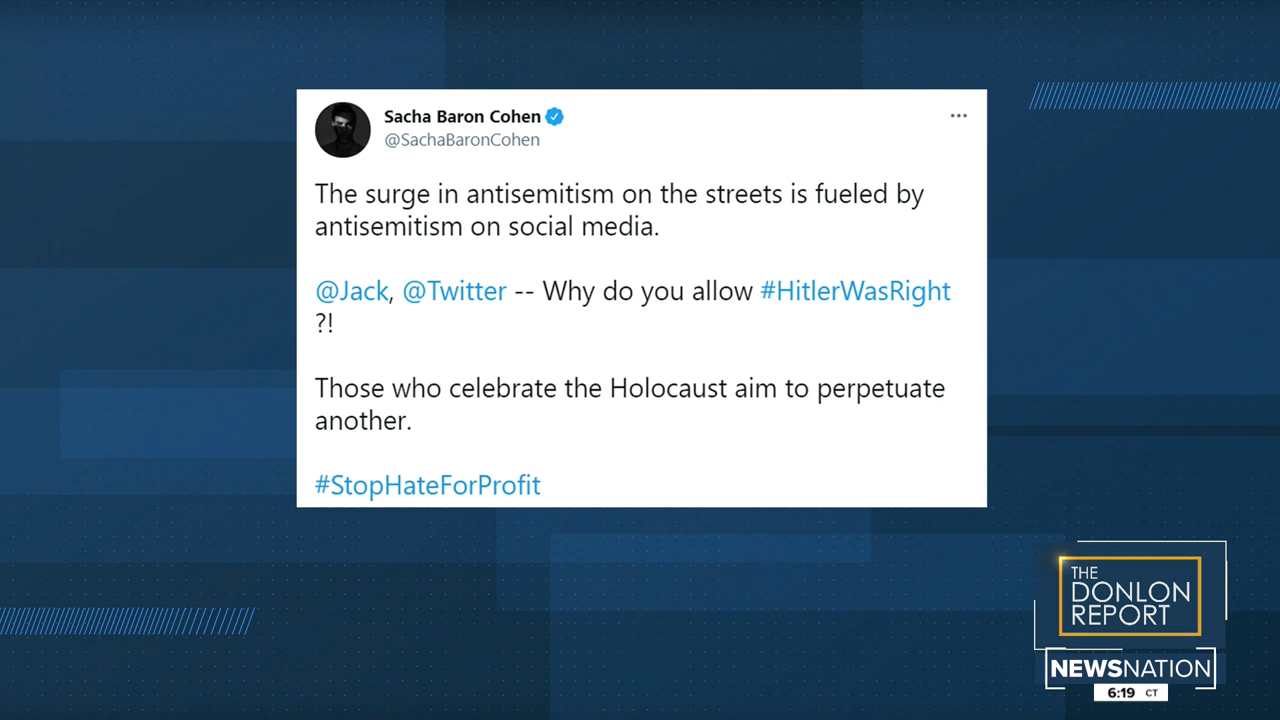 Sacha Baron Cohen
@SachaBaronCohen
The surge in antisemitism on the streets is fueled by
antisemitism on social media.
@Jack, @Twitter -- Why do you allow #HitlerWasRight
?!
Those who celebrate the Holocaust aim to perpetuate
another.
#StopHateForProfit
THE
DONLON
REPORT
NEWSNATION
6:19 CT